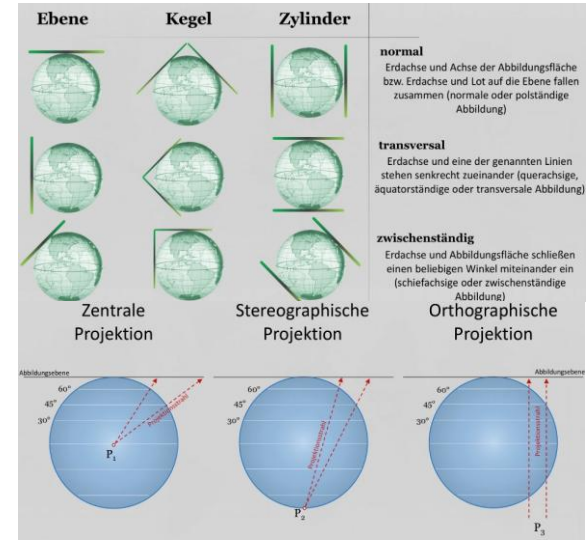 Ebene Kegel Zylinder
normal
Erdachse und Achse der Abbildungsfläche
bzw. Erdachse und Lot auf die Ebene fallen
zusammen (normale oder polständige
Abbildung)
transversal
Erdachse und eine der genannten Linien
stehen senkrecht zueinander (querachsige,
äquatorständige oder transversale Abbildung)
zwischenständig
Erdachse und Abbildungsfläche schließen
einen beliebigen Winkel miteinander ein
(schiefachsige oder zwischenständige
Abbildung)
Zentrale
Projektion
Stereographische
Projektion
Orthographische
Projektion
Abbildungsebene
60°
45°
30°
Projektionsstrahl
P1
60°
45°
30°
Projektionsstrahl
P2
Abbildungsebene
60°
45°
30°
Projektionsstrahl
P3